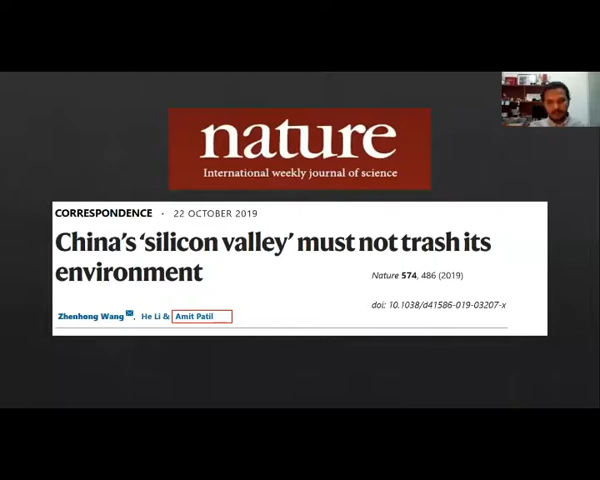 nature
International weekly journal of science
CORRESPONDENCE · 22 OCTOBER 2019
China's 'silicon valley' must not trash its
environment
Nature 574, 486 (2019)
doi: 10.1038/d41586-019-03207-x
Zhenhong Wang, He Li & Amit Patil